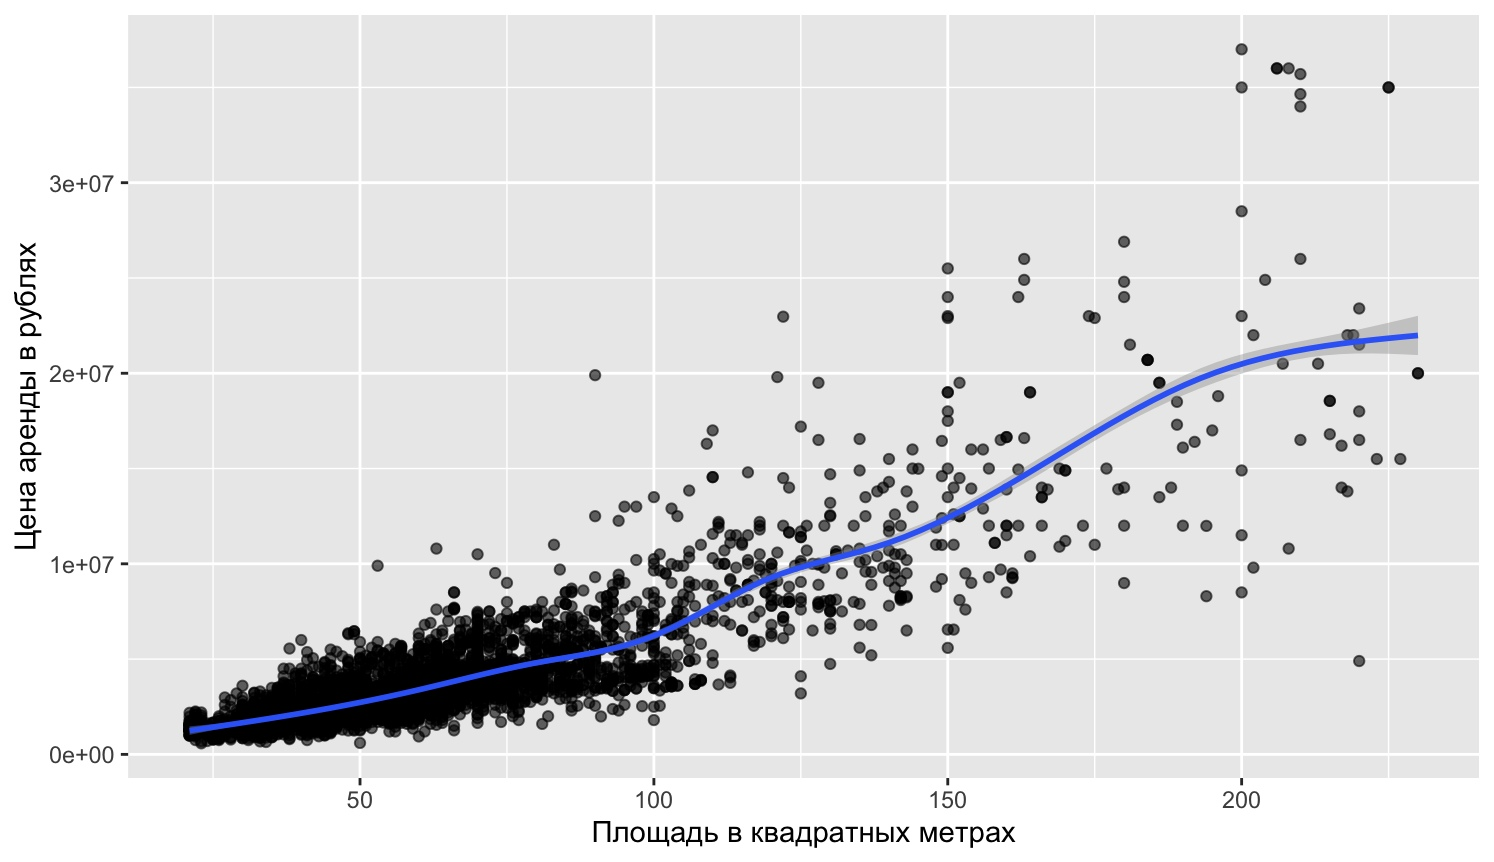 Цена аренды в рублях
3e+07
2e+07
1e+07
0e+00
50 100 150 200
Площадь в квадратных метрах